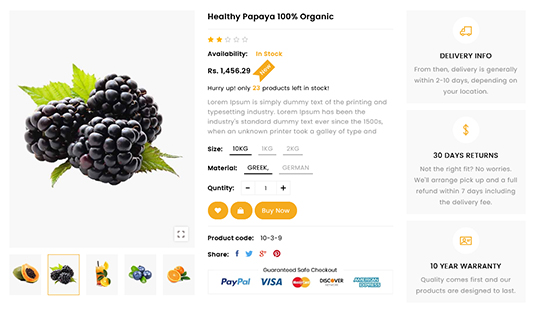 Healthy Papaya 100% Organic
Availability: In Stock
Rs. 1,456.29 New
Hurry up! only 23 products left in stock!
Lorem Ipsum is simply dummy text of the printing and
typesetting industry. Lorem Ipsum has been the
industry's standard dummy text ever since the 1500s,
when an unknown printer took a galley of type and
Size: 10KG 1KG 2KG
Material: GREEK, GERMAN
Quntity: - 1 +
Buy Now
Product code: 10-3-9
Share:
Guaranteed Safe Checkout
PayPal VISA MasterCard DISCOVER AMERICAN EXPRESS
DELIVERY INFO
From then, delivery is generally
within 2-10 days, depending on
your location.
$
30 DAYS RETURNS
Not the right fit? No worries.
We'll arrange pick up and a full
refund within 7 days including
the delivery fee.
10 YEAR WARRANTY
Quality comes first and our
products are designed to last.